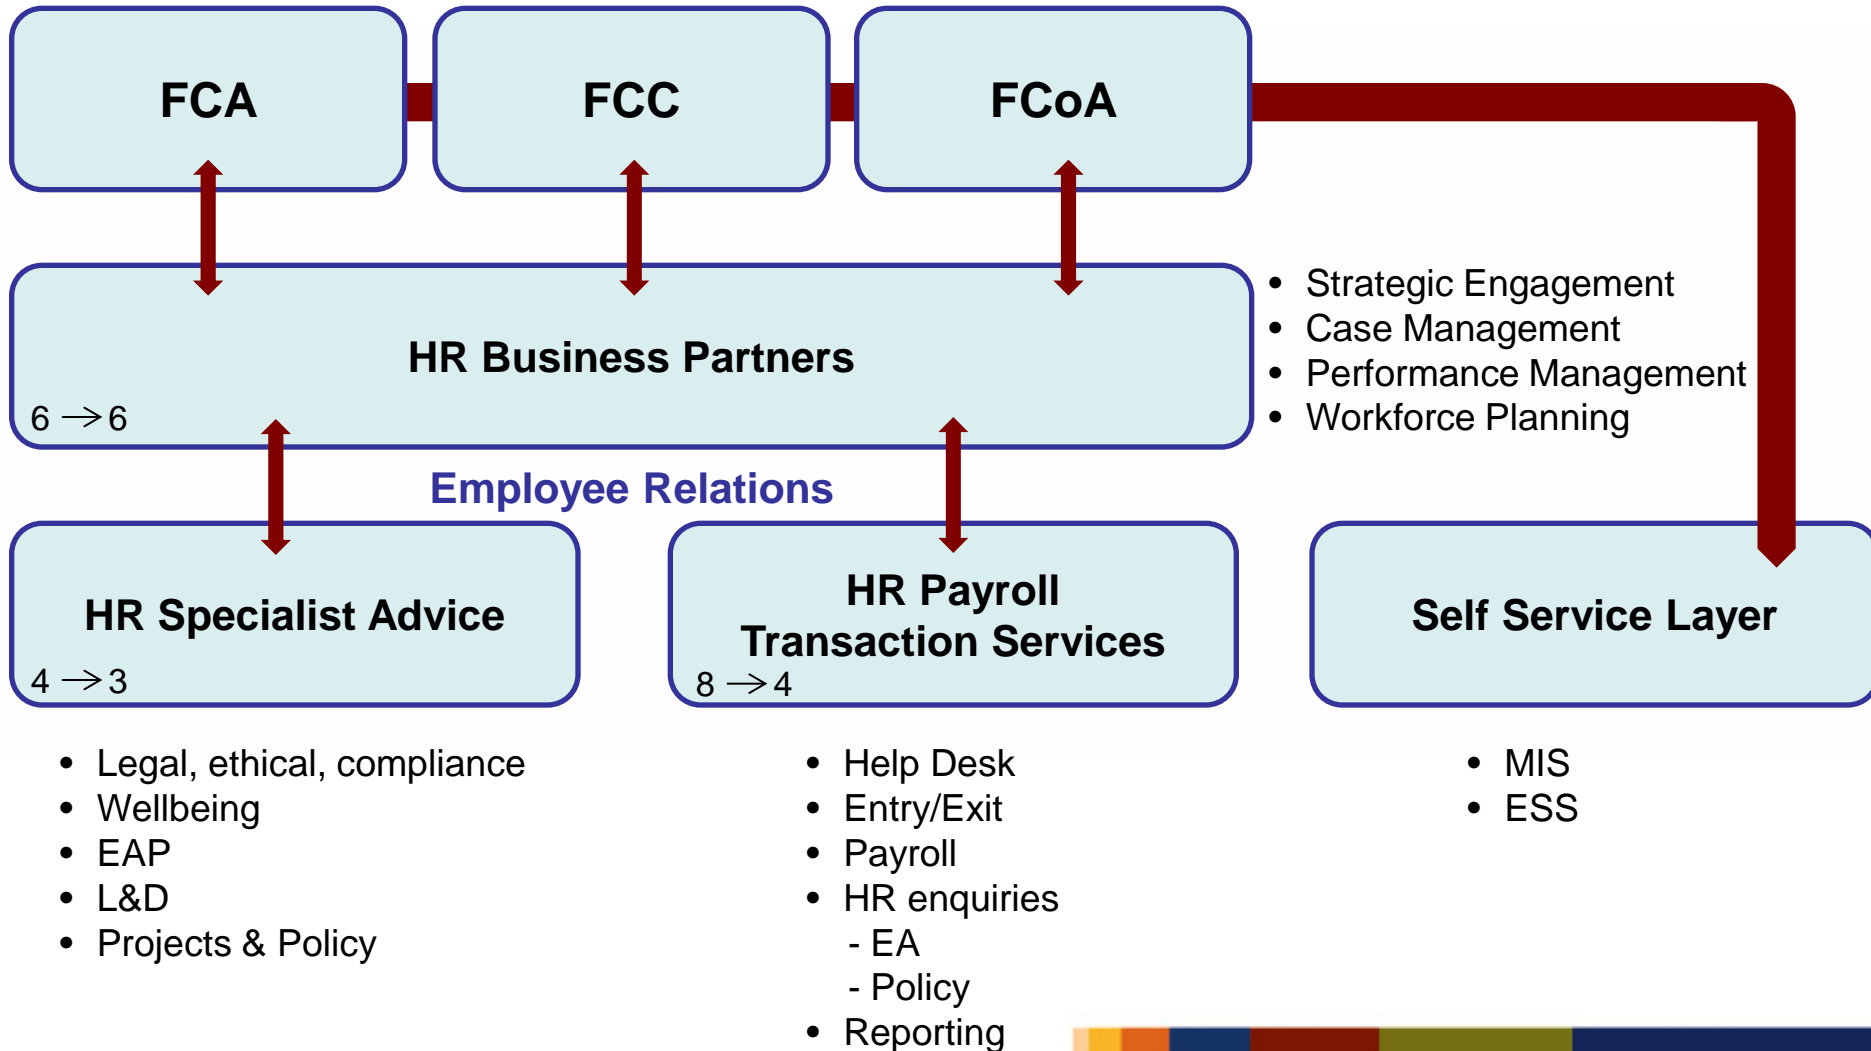 FCA
FCC
FCoA
HR Business Partners
6 → 6
• Strategic Engagement
• Case Management
• Performance Management
• Workforce Planning
Employee Relations
HR Specialist Advice
4 → 3
HR Payroll
Transaction Services
8 → 4
Self Service Layer
• Legal, ethical, compliance
• Wellbeing
• EAP
• L&D
• Projects & Policy
• Help Desk
• Entry/Exit
• Payroll
• HR enquiries
- EA
- Policy
• Reporting
• MIS
• ESS